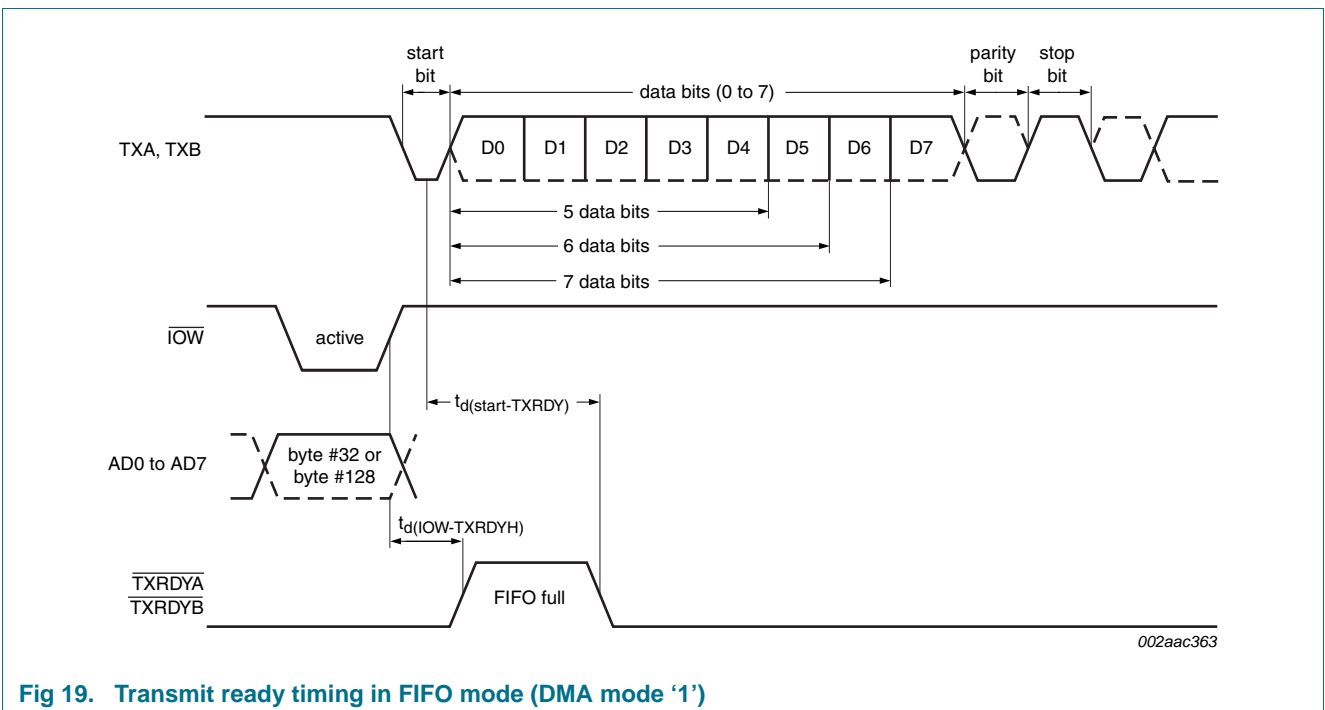 start
bit
data bits (0 to 7)
parity
bit
stop
bit
TXA, TXB
D0 D1 D2 D3 D4 D5 D6 D7
5 data bits
6 data bits
7 data bits
IOW
active
td(start-TXRDY)
AD0 to AD7
byte #32 or
byte #128
td(IOW-TXRDYH)
TXRDYA
TXRDYB
FIFO full
002aac363
Fig 19. Transmit ready timing in FIFO mode (DMA mode ‘1’)